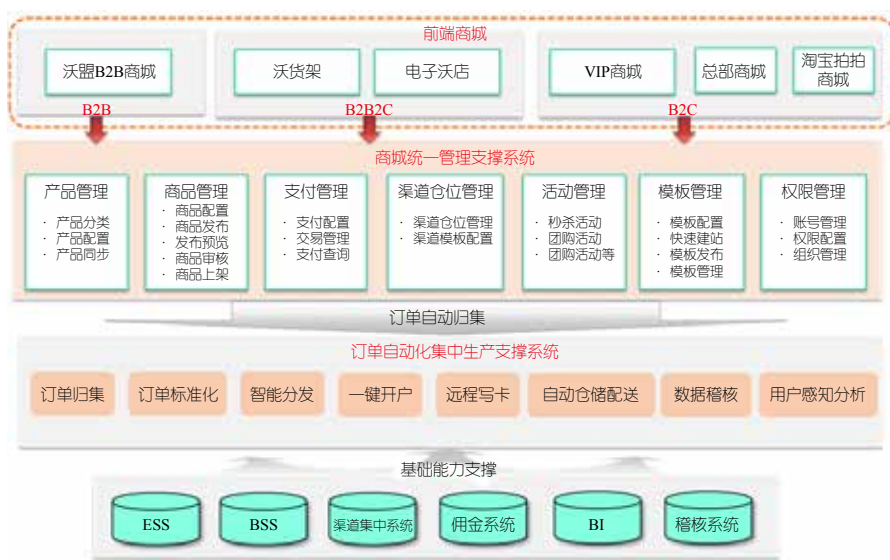 前端商城
沃盟B2B商城
沃货架
电子沃店
VIP商城
总部商城
淘宝拍拍
商城
B2B
B2B2C
B2C
商城统一管理支撑系统
产品管理
· 产品分类
· 产品配置
· 产品同步
商品管理
· 商品配置
· 商品发布
· 发布预览
· 商品审核
· 商品上架
支付管理
· 支付配置
· 交易管理
· 支付查询
渠道仓位管理
· 渠道仓位管理
· 渠道模板配置
活动管理
· 秒杀活动
· 团购活动
· 团购活动等
模板管理
· 模板配置
· 快速建站
· 模板发布
· 模板管理
权限管理
· 账号管理
· 权限配置
· 组织管理
订单自动归集
订单自动化集中生产支撑系统
订单归集
订单标准化
智能分发
一键开户
远程写卡
自动仓储配送
数据稽核
用户感知分析
基础能力支撑
ESS
BSS
渠道集中系统
佣金系统
BI
稽核系统